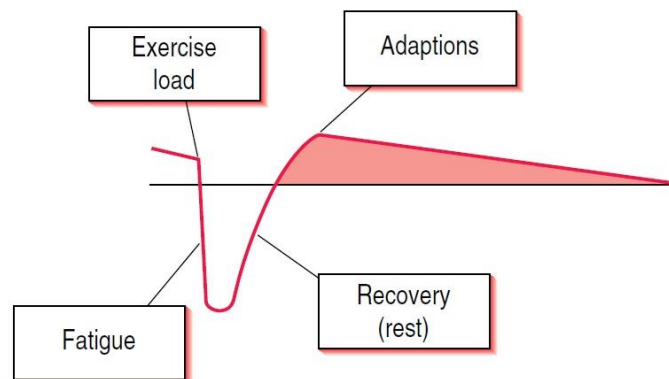 Exercise
load
Adaptions
Fatigue
Recovery
(rest)